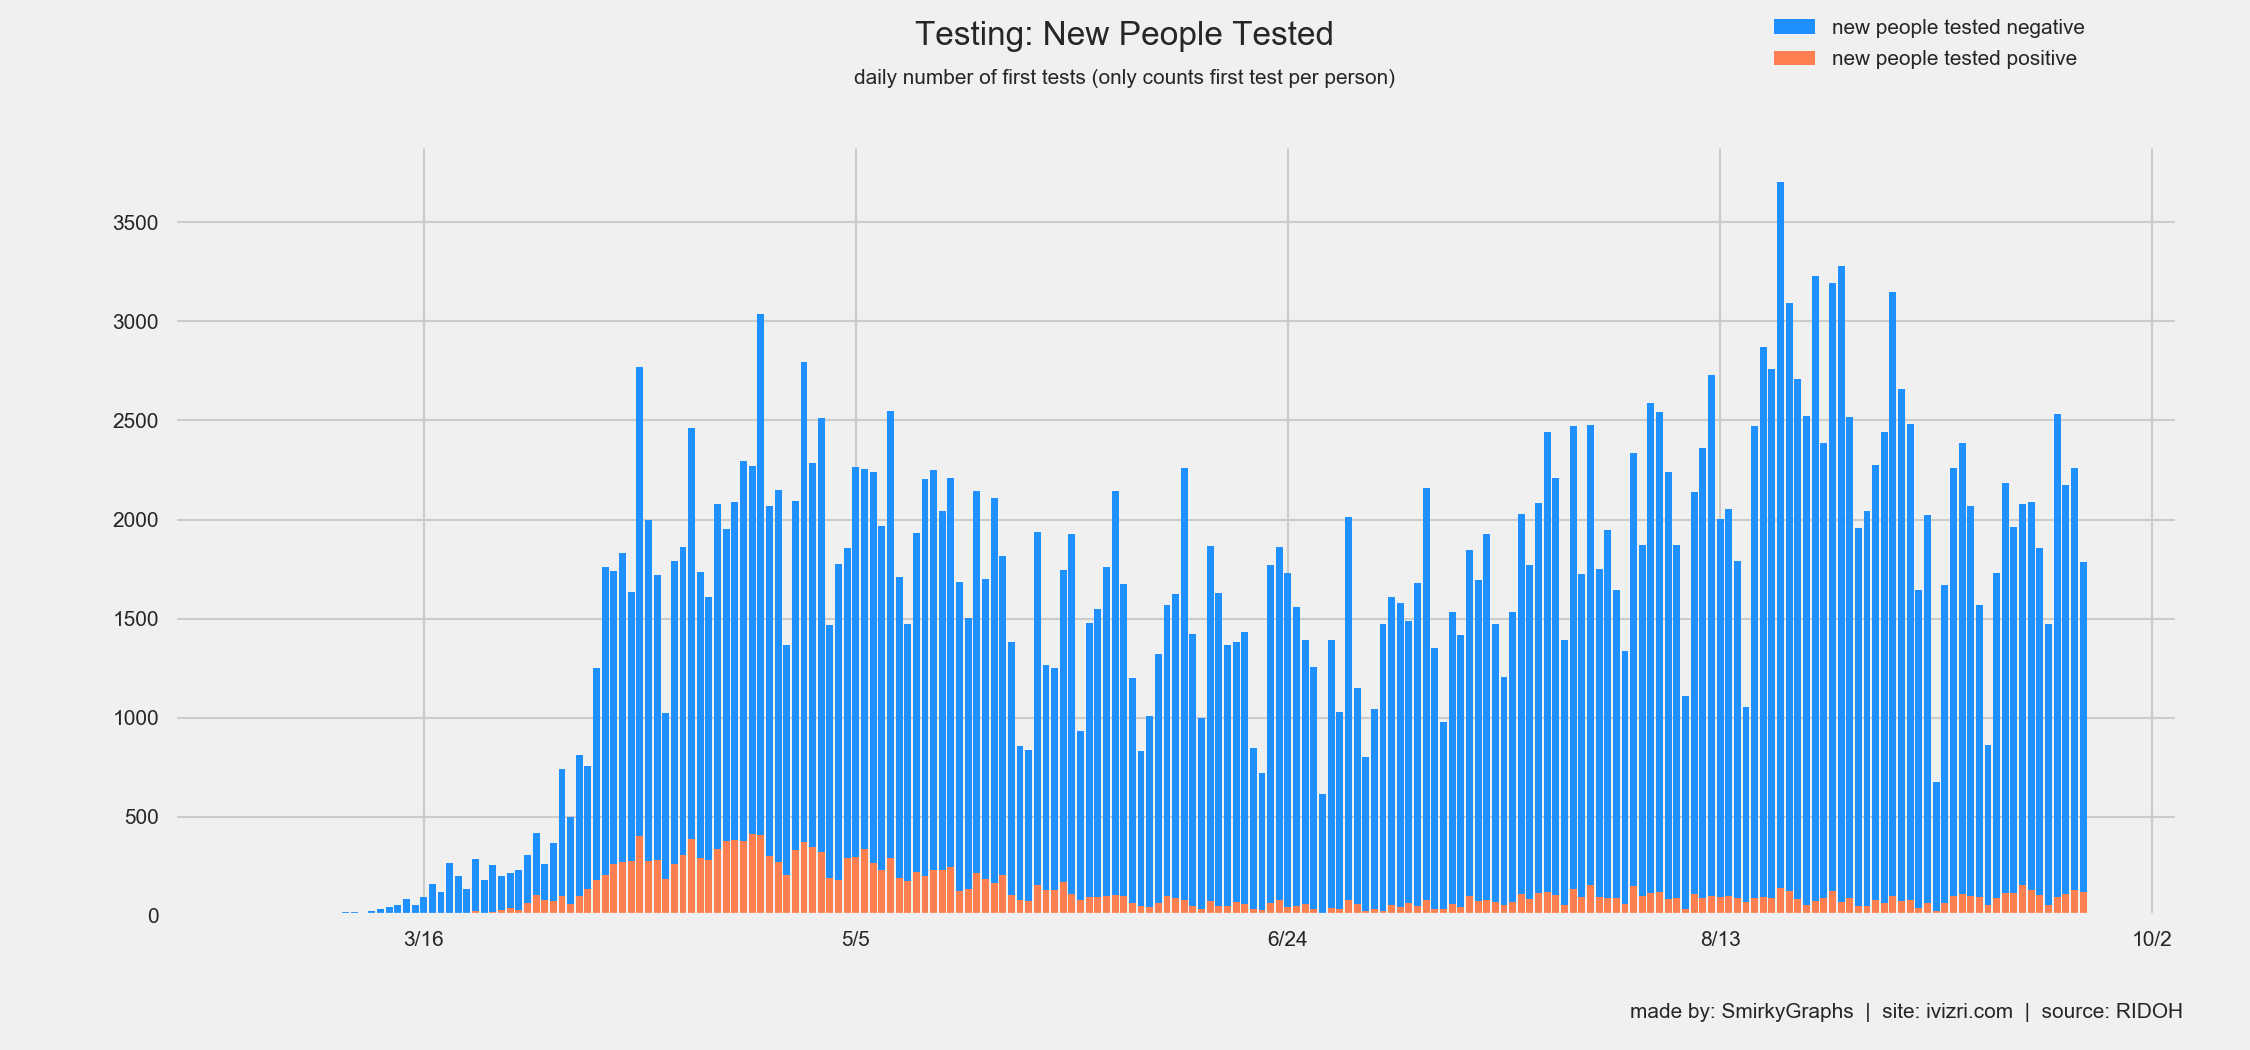 Testing: New People Tested
daily number of first tests (only counts first test per person)
new people tested negative
new people tested positive
3500
3000
2500
2000
1500
1000
500
0
3/16 5/5 6/24 8/13 10/2
made by: SmirkyGraphs | site: ivizri.com | source: RIDOH